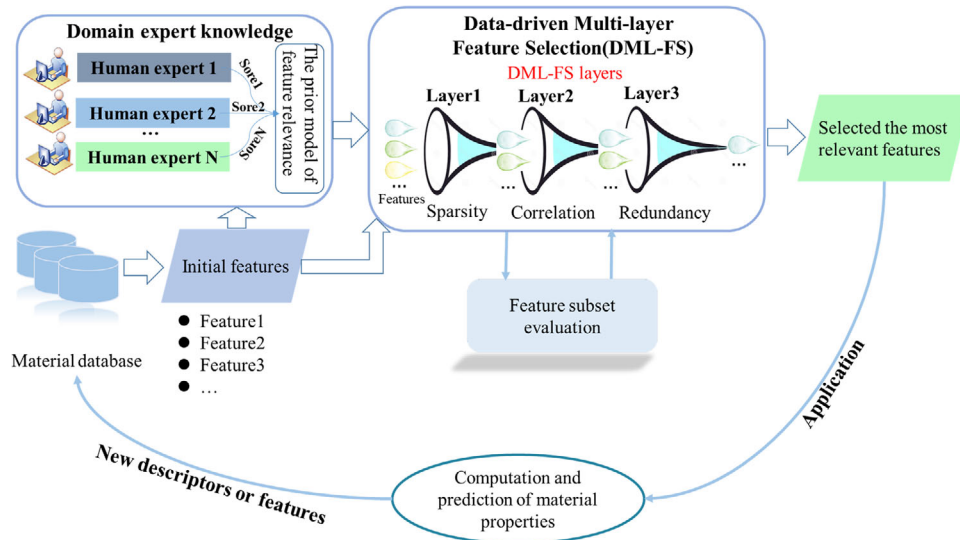 Domain expert knowledge
Human expert 1
Human expert 2
...
Human expert N
Sore1
Sore2
SoreN
The prior model of
feature relevance
Data-driven Multi-layer
Feature Selection(DML-FS)
DML-FS layers
Layer1
Layer2
Layer3
...
Features
...
...
...
Sparsity
Correlation
Redundancy
Selected the most
relevant features
Initial features
Feature1
Feature2
Feature3
…
Material database
Feature subset
evaluation
Application
Computation and
prediction of material
properties
New descriptors or features